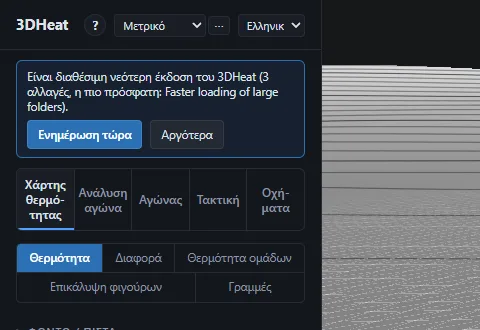 3DHeat ? Μετρικό ... Ελληνικ
Είναι διαθέσιμη νεότερη έκδοση του 3DHeat (3
αλλαγές, η πιο πρόσφατη: Faster loading of large
folders).
Ενημέρωση τώρα Αργότερα
Χάρτης
θερμό-
τητας
Ανάλυση
αγώνα
Αγώνας
Τακτική
Οχή-
ματα
Θερμότητα Διαφορά Θερμότητα ομάδων
Επικάλυψη φιγούρων Γραμμές